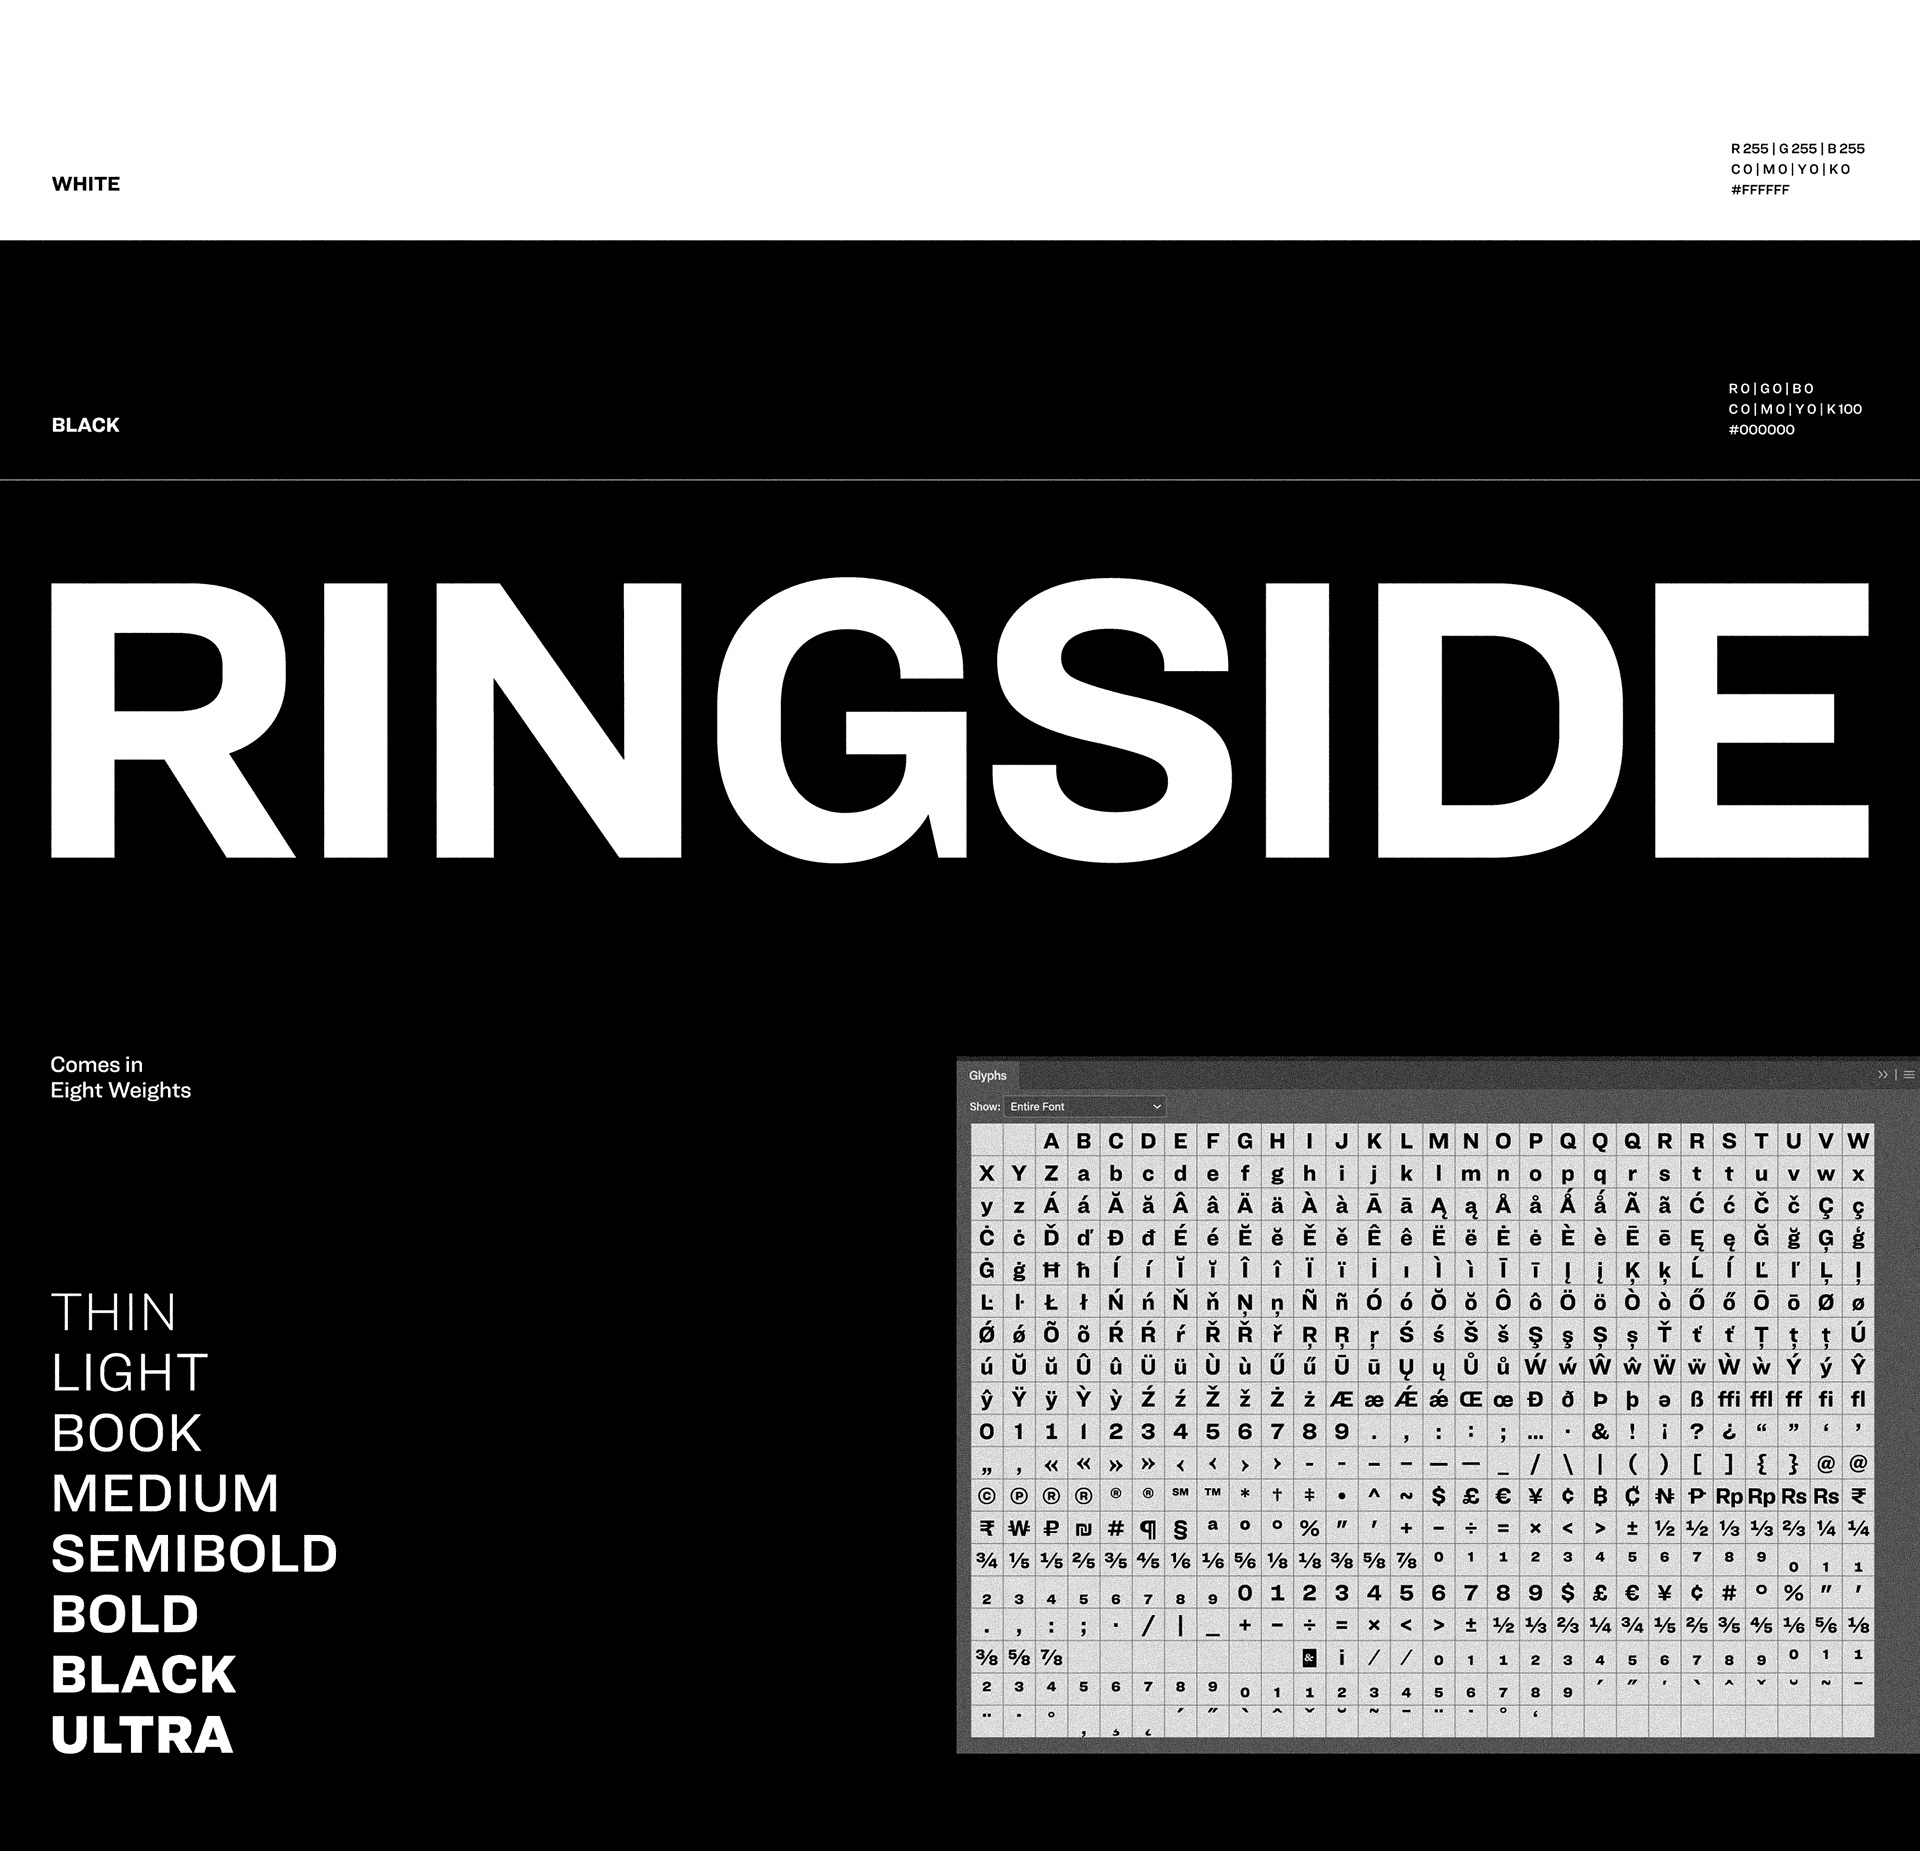 WHITE
R 255 | G 255 | B 255
C 0 | M 0 | Y 0 | K 0
#FFFFFF
BLACK
R 0 | G 0 | B 0
C 0 | M 0 | Y 0 | K 100
#000000
RINGSIDE
Comes in
Eight Weights
THIN
LIGHT
BOOK
MEDIUM
SEMIBOLD
BOLD
BLACK
ULTRA
Glyphs
Show: Entire Font
A B C D E F G H I J K L M N O P Q Q Q R R S T U V W
X Y Z a b c d e f g h i j k l m n o p q r s t t u v w x
y z Á á Ă ă Â â Ä ä À à Ā ā Ą ą Å å Ǻ ǻ Ã ã Ć ć Č č Ç ç
Ċ ċ Ď ď Đ đ É é Ĕ ĕ Ě ě Ê ê Ë ë Ė ė È è Ē ē Ę ę Ğ ğ Ģ ģ
Ġ ġ Ħ ħ Í í Ĭ ĭ Î î Ï ï İ ı Ì ì Ī ī Į į Ķ ķ Ĺ ĺ Ľ ľ Ļ ļ
Ŀ ŀ Ł ł Ń ń Ň ň Ņ ņ Ñ ñ Ó ó Ŏ ŏ Ô ô Ö ö Ò ò Ő ő Ō ō Ø ø
Ǿ ǿ Õ õ Ŕ Ŕ ŕ Ř Ř ř Ŗ Ŗ ŗ Ś ś Š š Ş ş Ș ș Ť ť ť Ț ț ț Ú
ú Ŭ ŭ Û û Ü ü Ù ù Ű ű Ū ū Ų ų Ů ů Ẃ ẃ Ŵ ŵ Ẅ ẅ Ẁ ẁ Ý ý Ŷ
ŷ Ÿ ÿ Ỳ ỳ Ź ź Ž ž Ż ż Æ æ Ǽ ǽ Œ œ Ð ð Þ þ ə ß ffi ffl ff fi fl
0 1 1 1 2 3 4 5 6 7 8 9 . , : : ; … · & ! ¡ ? ¿ “ ” ‘ ’
„ ‚ « « » » ‹ ‹ › › - - – – — — _ / \ | ( ) [ ] { } @ @
© ℗ ® ® ® ® ℠ ™ * † ‡ • ^ ~ $ £ € ¥ ¢ ₿ ₵ ₦ ₱ Rp Rp Rs Rs ₹
₹ ₩ ₽ ₪ # ¶ § ª º ° % ″ ′ + − ÷ = × < > ± ½ ½ ⅓ ⅓ ⅔ ¼ ¼
¾ ⅕ ⅕ ⅖ ⅗ ⅘ ⅙ ⅙ ⅚ ⅛ ⅛ ⅜ ⅝ ⅞ 0 1 1 2 3 4 5 6 7 8 9 0 1 1
2 3 4 5 6 7 8 9 0 1 2 3 4 5 6 7 8 9 $ £ € ¥ ¢ # ° % ″ ′
. , : ; · / | _ + − ÷ = × < > ± ½ ⅓ ⅔ ¼ ¾ ⅕ ⅖ ⅗ ⅘ ⅙ ⅚ ⅛
⅜ ⅝ ⅞ & i / / 0 1 1 2 3 4 5 6 7 8 9 0 1 1
2 3 4 5 6 7 8 9 0 1 1 2 3 4 5 6 7 8 9 ´ ˝ ' ` ˆ ˇ ˘ ˜ ¯
¨ ˙ ˚ , ¸ ˛ ´ ˝ ` ˆ ˇ ˘ ˜ ¯ ¨ ˙ ˚ ‘